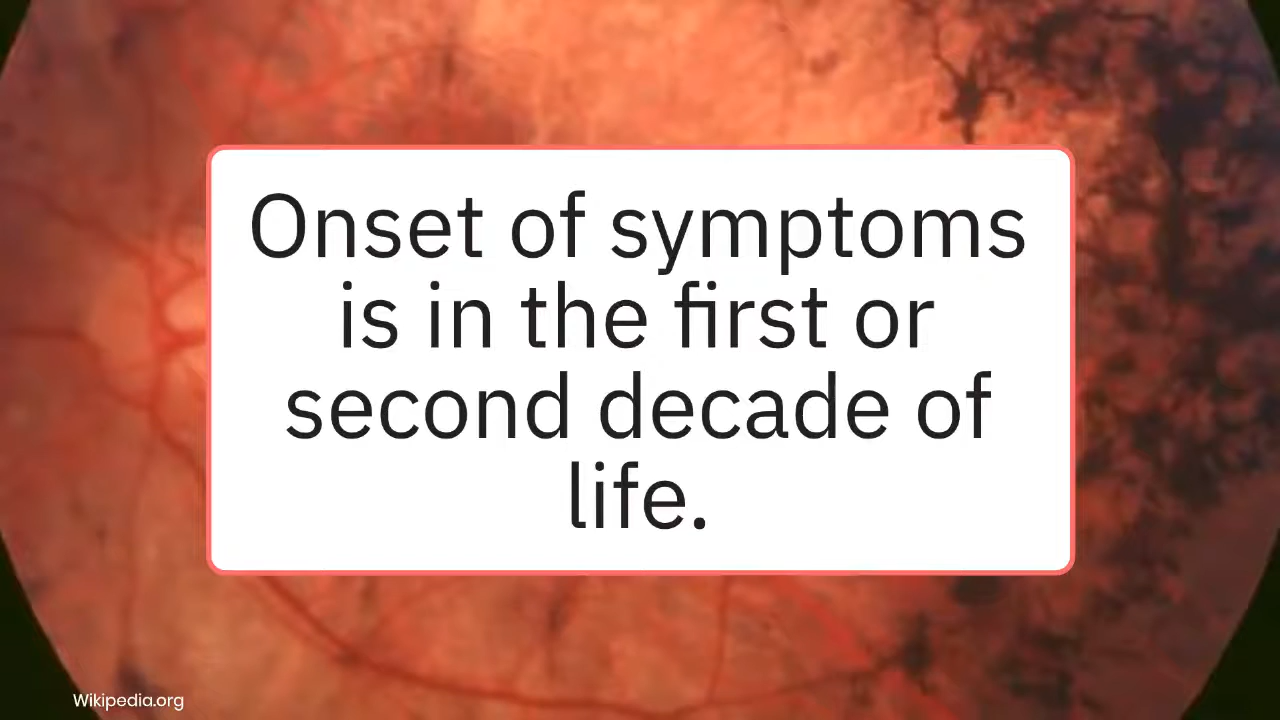 Onset of symptoms
is in the first or
second decade of
life.
Wikipedia.org